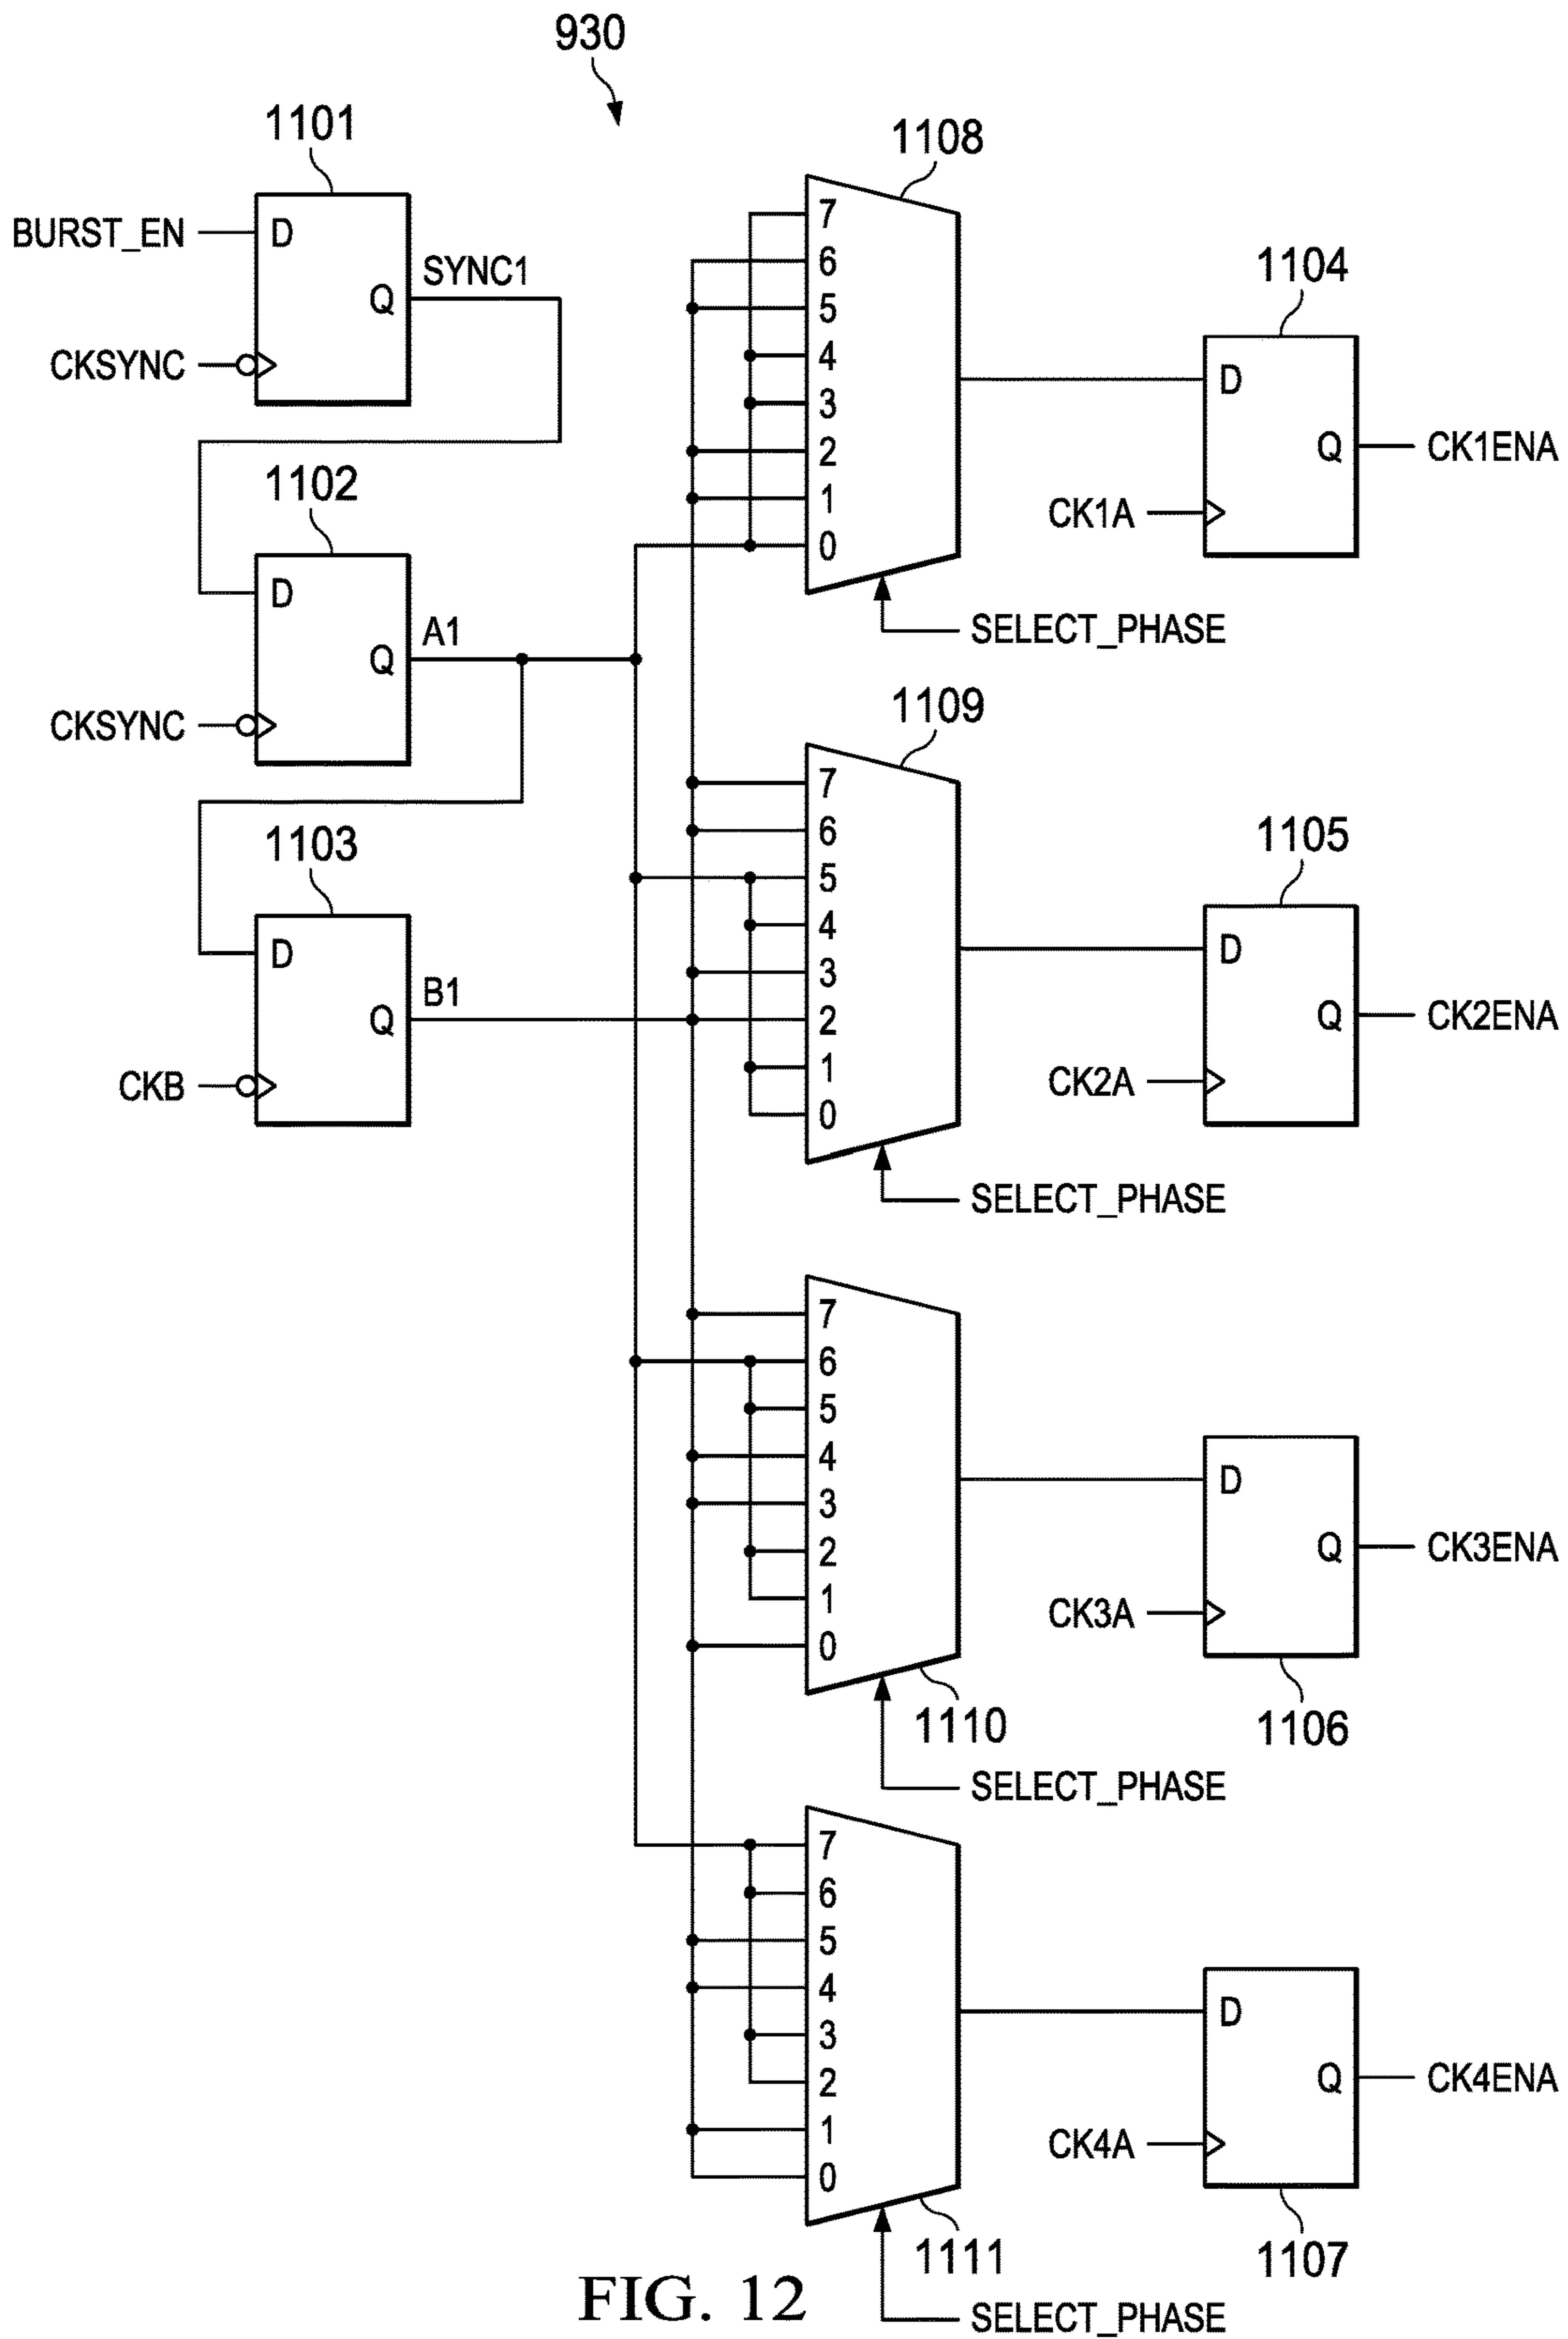 930
1101
BURST_EN
D
Q
SYNC1
CKSYNC
1102
D
Q
A1
CKSYNC
1103
D
Q
B1
CKB
1108
7
6
5
4
3
2
1
0
SELECT_PHASE
1104
D
Q
CK1ENA
CK1A
1109
7
6
5
4
3
2
1
0
SELECT_PHASE
1105
D
Q
CK2ENA
CK2A
7
6
5
4
3
2
1
0
1110
SELECT_PHASE
D
Q
CK3ENA
CK3A
1106
7
6
5
4
3
2
1
0
1111
SELECT_PHASE
D
Q
CK4ENA
CK4A
1107
FIG. 12